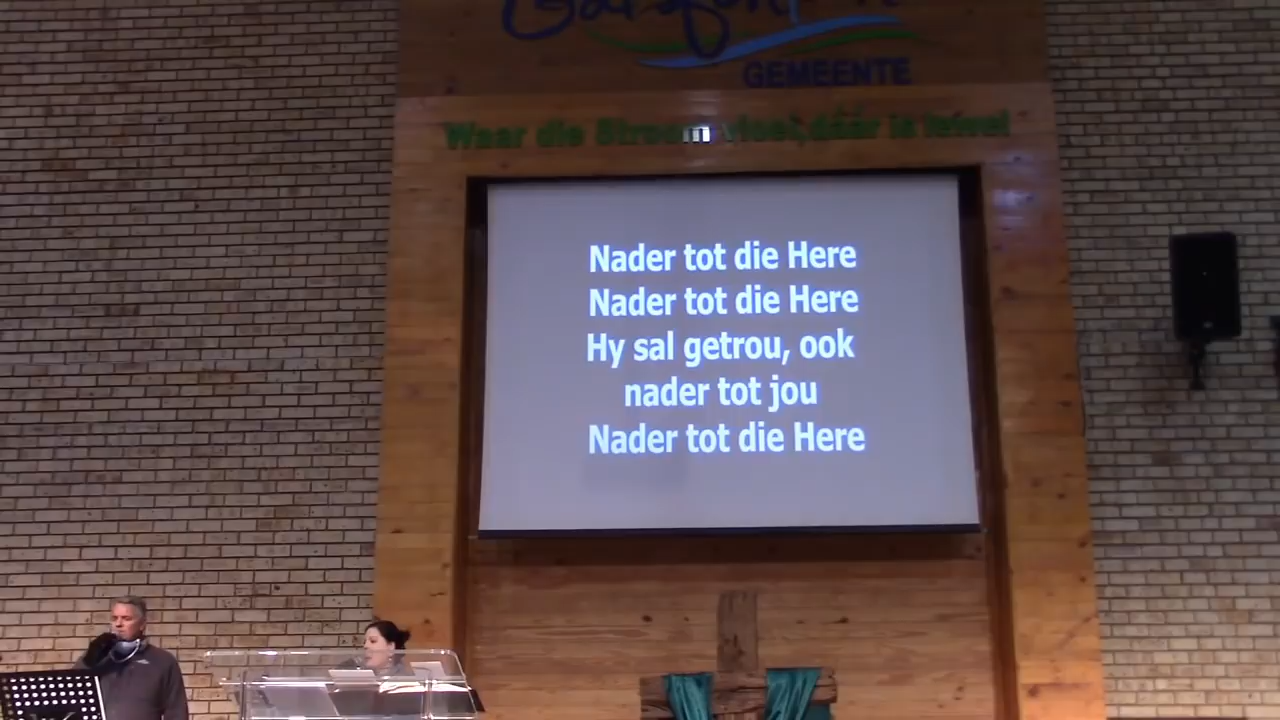 GEMEENTE
Waar die Stroom vloei, dáár is lewe!
Nader tot die Here
Nader tot die Here
Hy sal getrou, ook
nader tot jou
Nader tot die Here